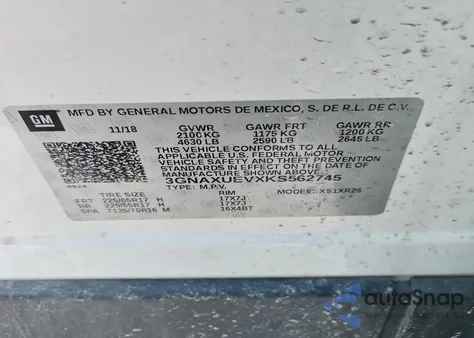 GM
MFD BY GENERAL MOTORS DE MEXICO, S. DE R.L. DE C.V.
11/18 GVWR GAWR FRT GAWR RR
2100 KG 1175 KG 1200 KG
4630 LB 2590 LB 2645 LB
THIS VEHICLE CONFORMS TO ALL
APPLICABLE U.S. FEDERAL MOTOR
VEHICLE SAFETY AND THEFT PREVENTION
STANDARDS IN EFFECT ON THE DATE OF
MANUFACTURE SHOWN ABOVE.
3GNAXUEVXKS562745
TYPE: M.P.V. MODEL: XS1XR26
TIRE SIZE RIM
FRT 225/65R17 H 17X7J
RR 225/65R17 H 17X7J
SPA T135/70R16 M 16X4BT
autoSnap